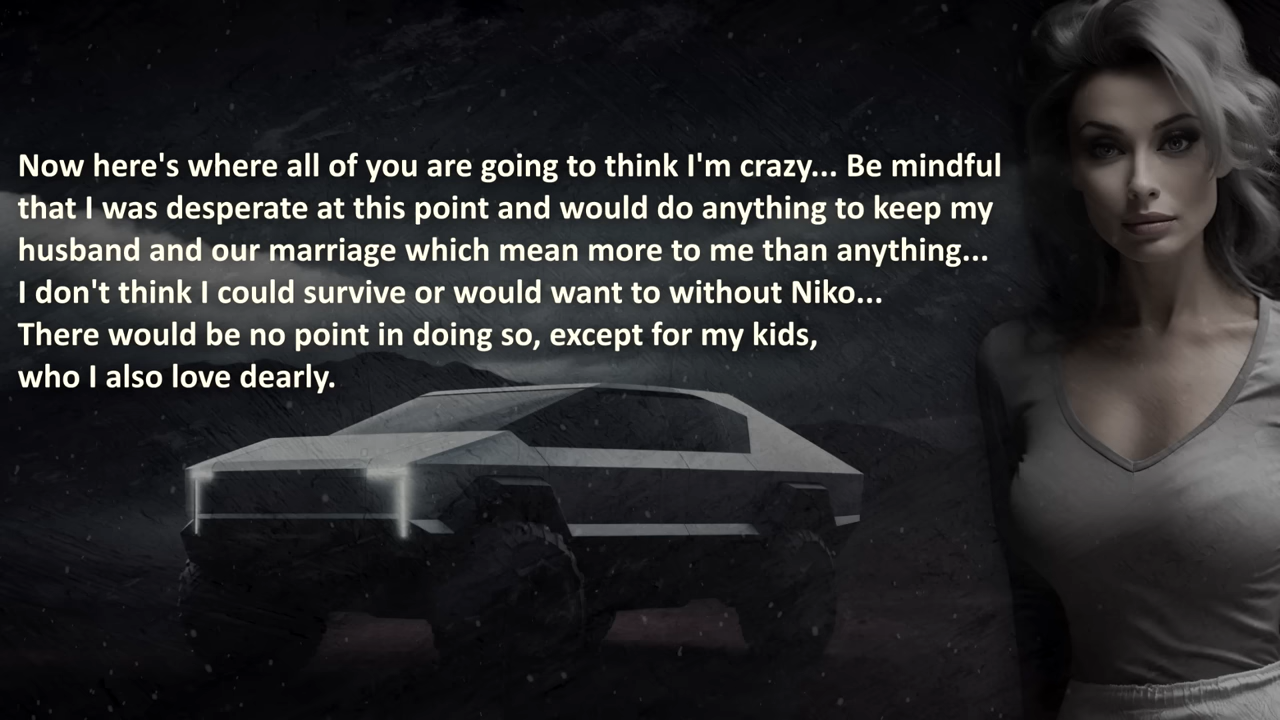 Now here's where all of you are going to think I'm crazy... Be mindful
that I was desperate at this point and would do anything to keep my
husband and our marriage which mean more to me than anything...
I don't think I could survive or would want to without Niko...
There would be no point in doing so, except for my kids,
who I also love dearly.